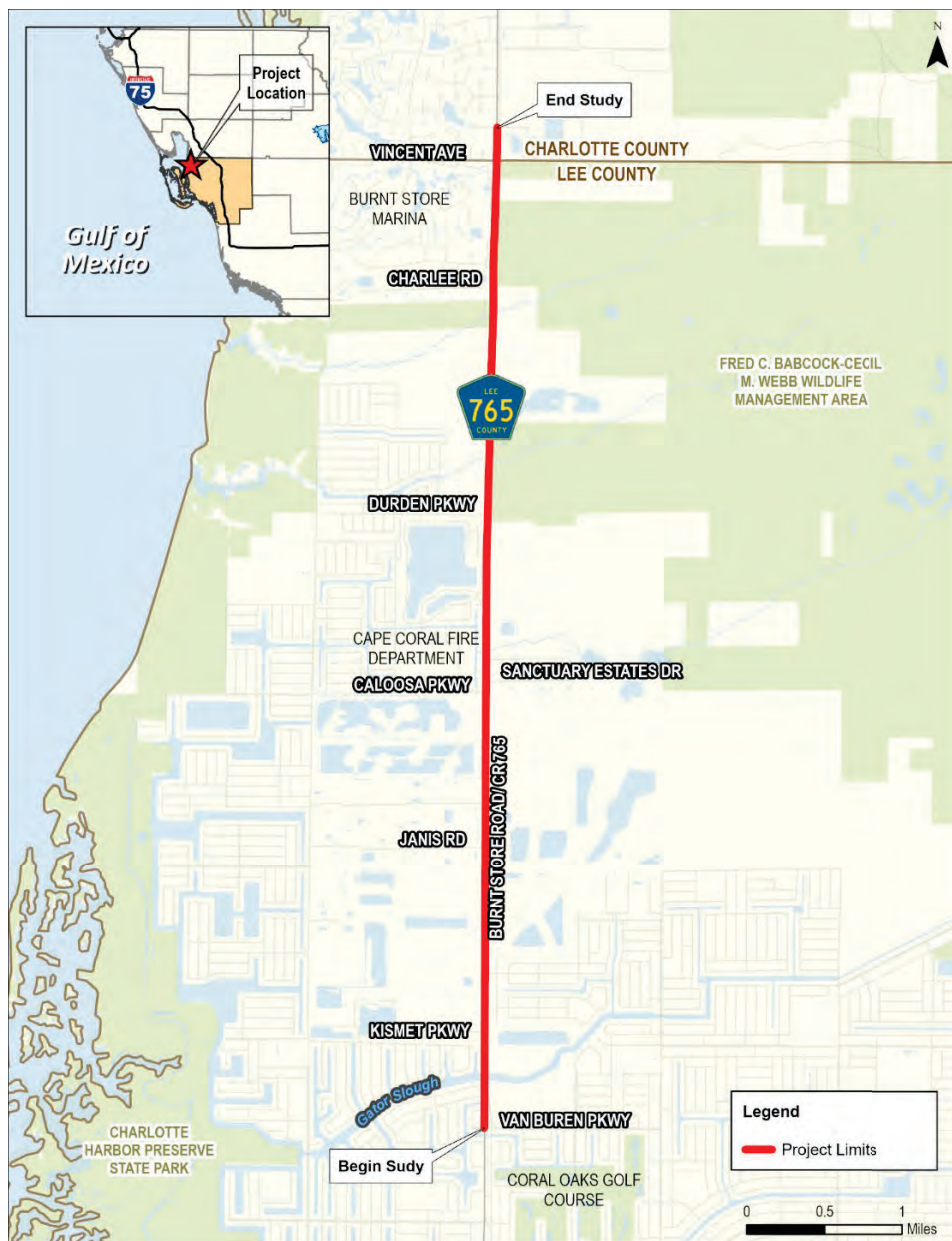 75
Project
Location
Gulf of
Mexico
N
End Study
VINCENT AVE
CHARLOTTE COUNTY
LEE COUNTY
BURNT STORE
MARINA
CHARLEE RD
FRED C. BABCOCK-CECIL
M. WEBB WILDLIFE
MANAGEMENT AREA
LEE
765
COUNTY
DURDEN PKWY
CAPE CORAL FIRE
DEPARTMENT
SANCTUARY ESTATES DR
CALOOSA PKWY
BURNT STORE ROAD/ CR765
JANIS RD
KISMET PKWY
Gator Slough
VAN BUREN PKWY
CHARLOTTE
HARBOR PRESERVE
STATE PARK
Begin Sudy
CORAL OAKS GOLF
COURSE
Legend
Project Limits
0 0.5 1
Miles